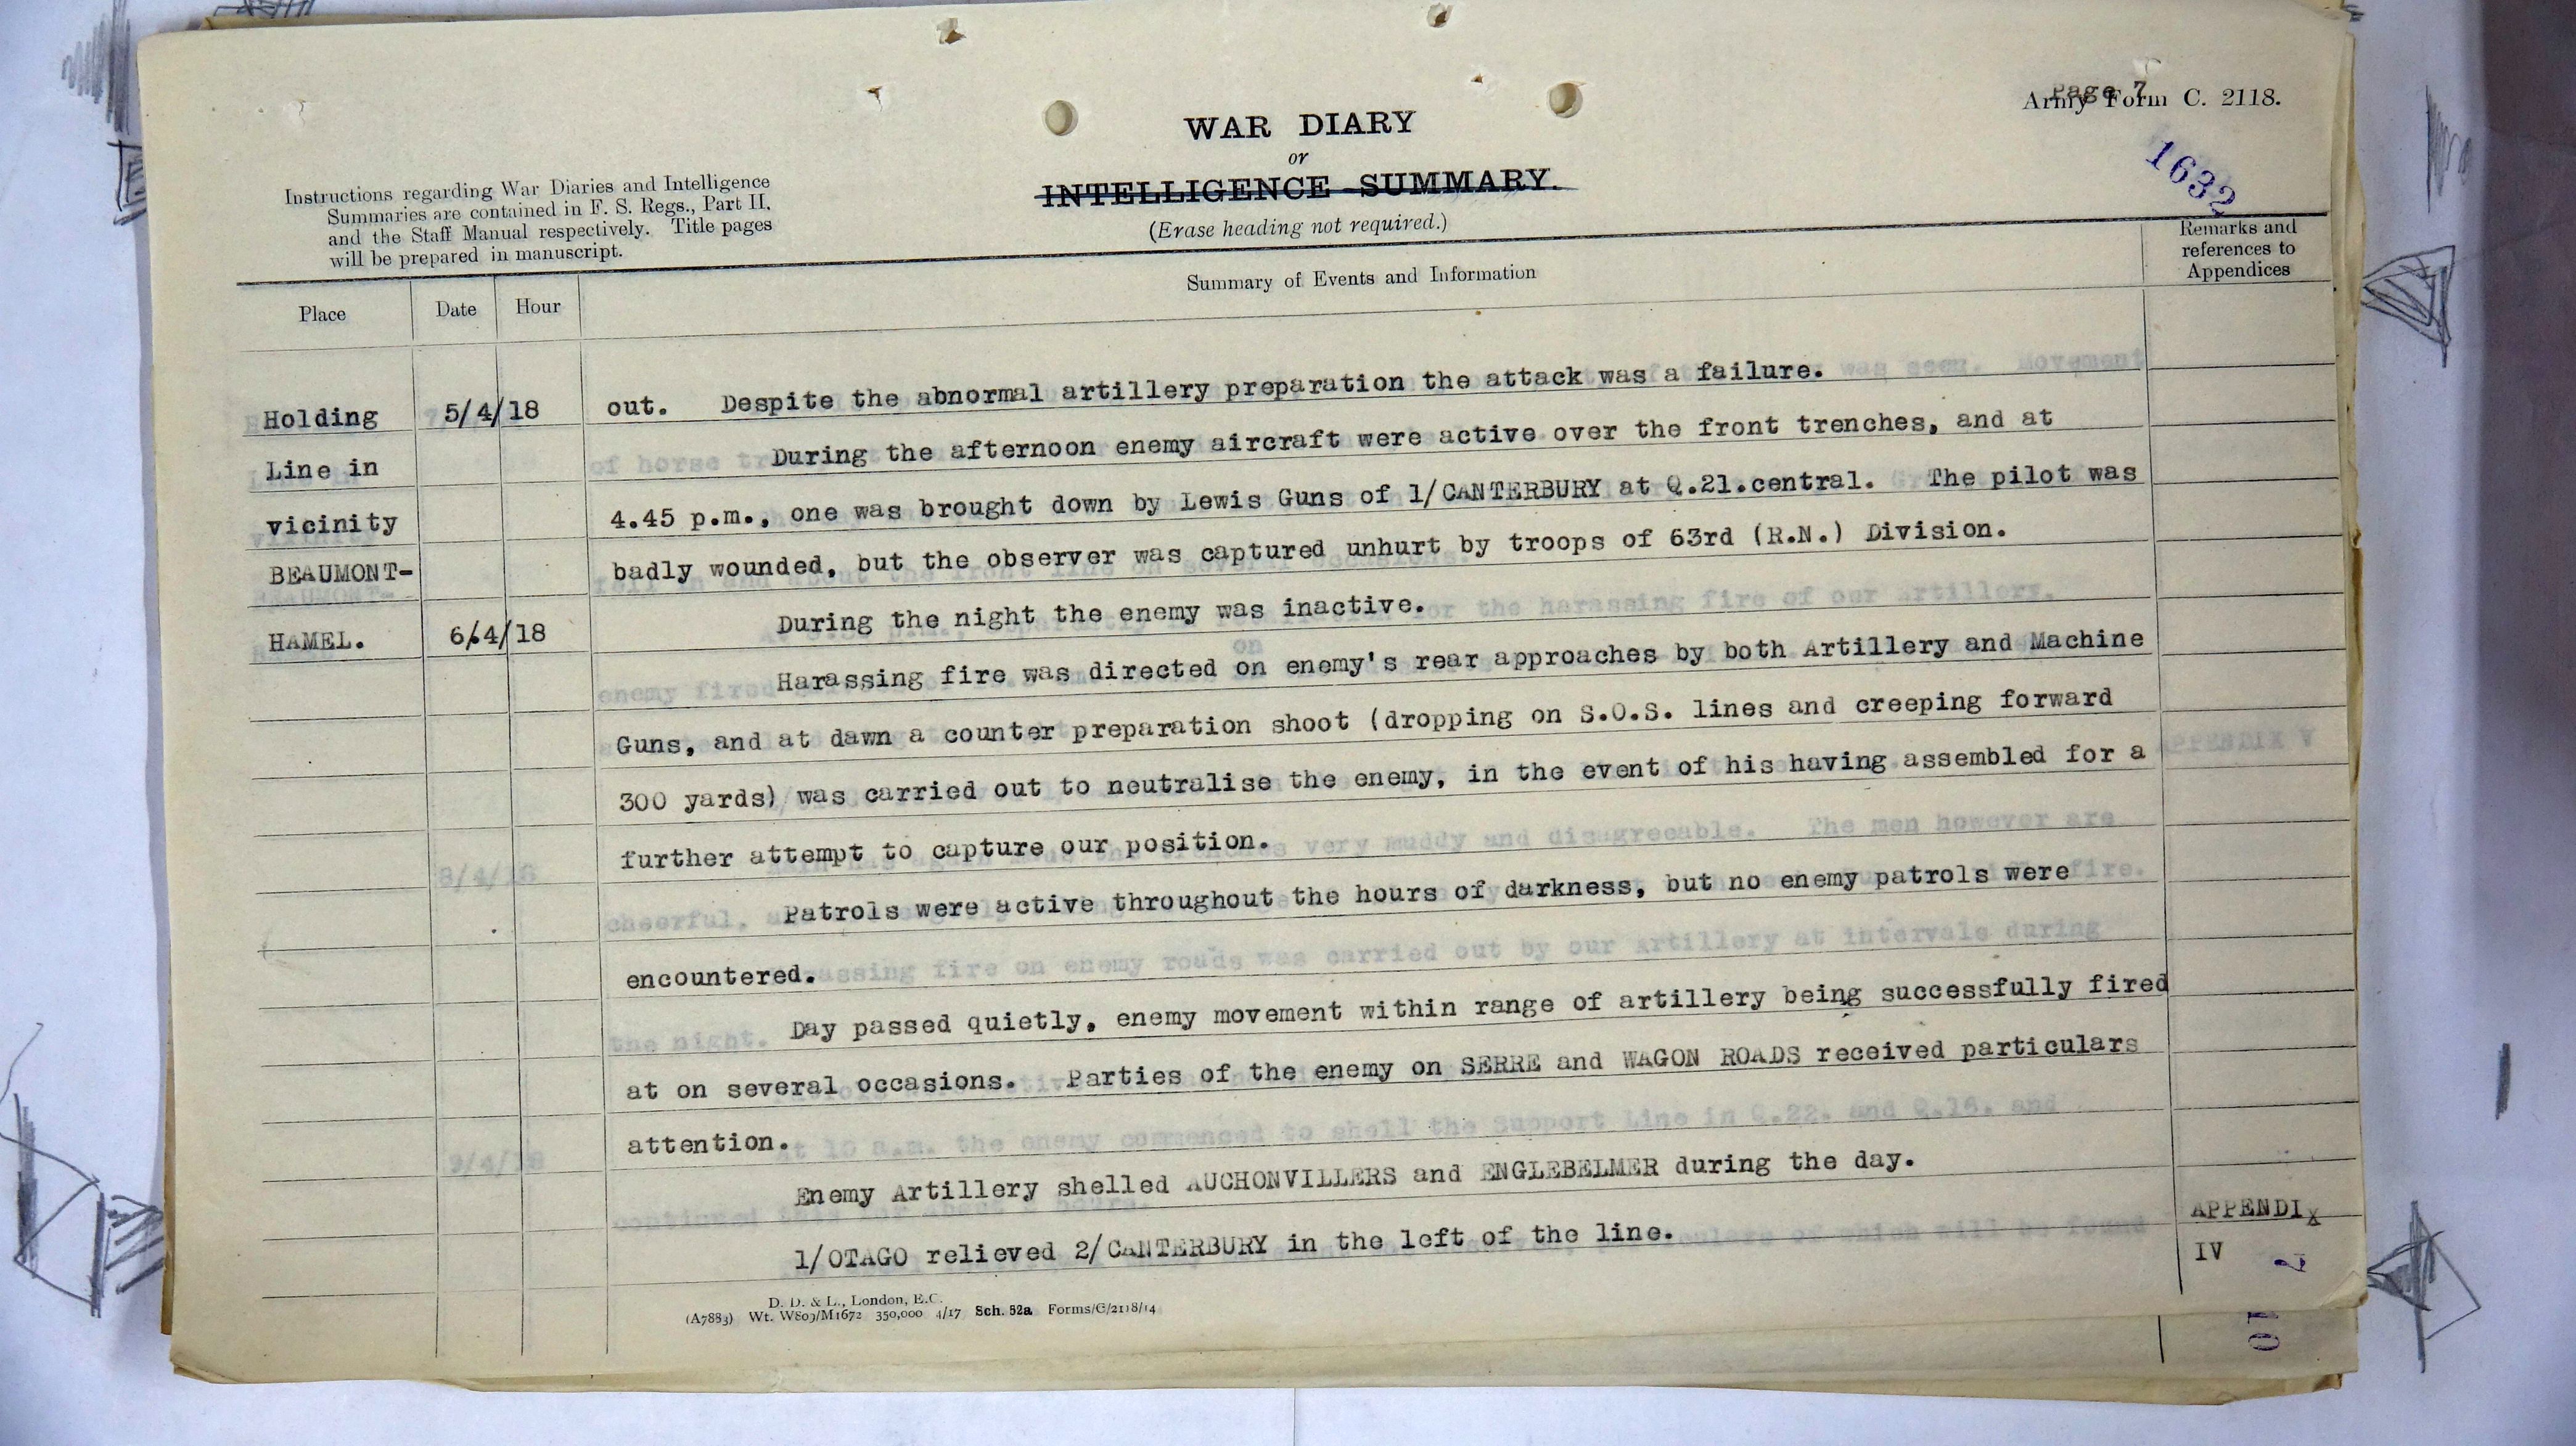 Page 7
Army Form C. 2118.
1632
WAR DIARY
or
INTELLIGENCE SUMMARY.
(Erase heading not required.)
Instructions regarding War Diaries and Intelligence
Summaries are contained in F. S. Regs., Part II,
and the Staff Manual respectively. Title pages
will be prepared in manuscript.
Place Date Hour Summary of Events and Information Remarks and references to Appendices
Holding 5/4/18 out. Despite the abnormal artillery preparation the attack was a failure.
Line in During the afternoon enemy aircraft were active over the front trenches, and at
vicinity 4.45 p.m., one was brought down by Lewis Guns of 1/CANTERBURY at Q.21.central. The pilot was
BEAUMONT- badly wounded, but the observer was captured unhurt by troops of 63rd (R.N.) Division.
HAMEL. 6/4/18 During the night the enemy was inactive.
Harassing fire was directed on enemy's rear approaches by both Artillery and Machine
Guns, and at dawn a counter preparation shoot (dropping on S.O.S. lines and creeping forward
300 yards) was carried out to neutralise the enemy, in the event of his having assembled for a
further attempt to capture our position.
Patrols were active throughout the hours of darkness, but no enemy patrols were
encountered.
Day passed quietly, enemy movement within range of artillery being successfully fired
at on several occasions. Parties of the enemy on SERRE and WAGON ROADS received particulars
attention.
Enemy Artillery shelled AUCHONVILLERS and ENGLEBELMER during the day.
1/OTAGO relieved 2/CANTERBURY in the left of the line. APPENDIX
IV
D. D. & L., London, E.C.
(A7883) Wt. W809/M1672 350,000 4/17 Sch. 52a Forms/C/2118/14